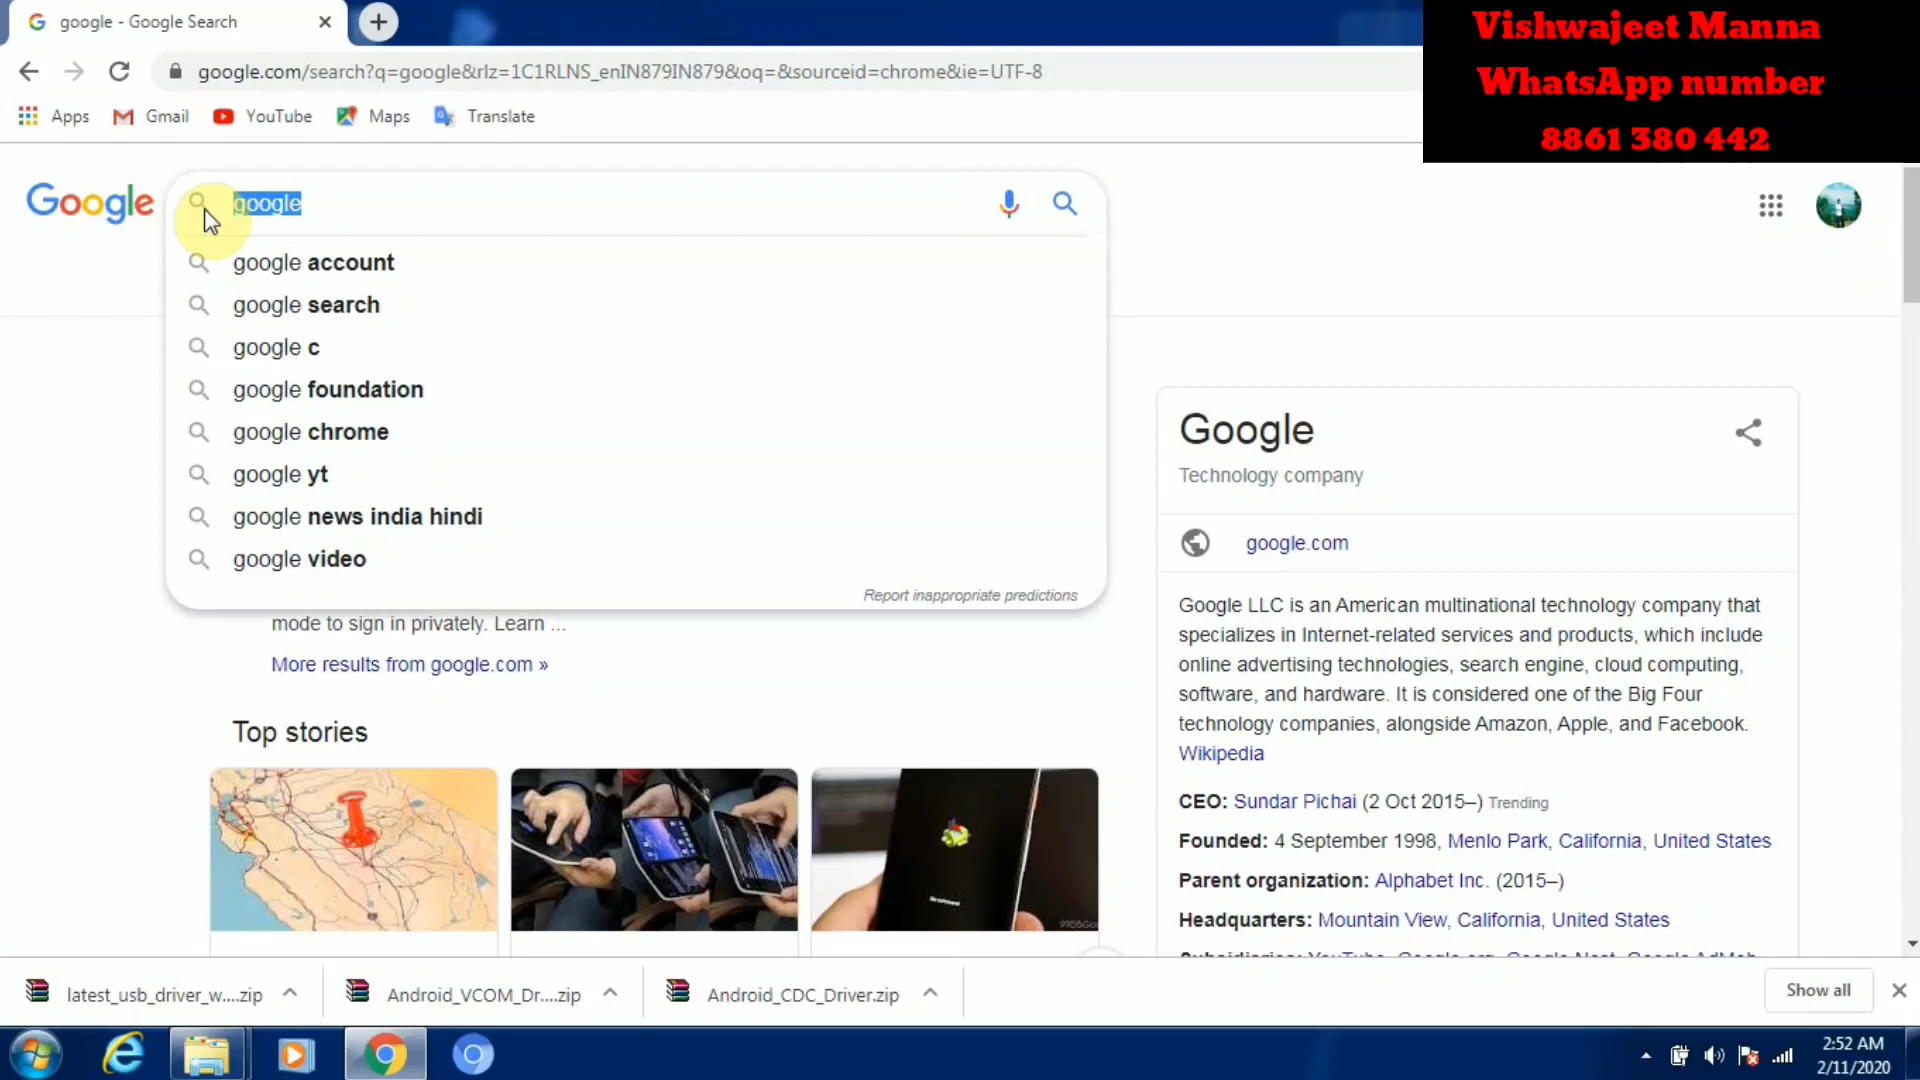 google - Google Search
google.com/search?q=google&rlz=1C1RLNS_enIN879IN879&oq=&sourceid=chrome&ie=UTF-8
Apps Gmail YouTube Maps Translate
Vishwajeet Manna
WhatsApp number
8861 380 442
Google google
google account
google search
google c
google foundation
google chrome
google yt
google news india hindi
google video
Report inappropriate predictions
mode to sign in privately. Learn ...
More results from google.com »
Top stories
Google
Technology company
google.com
Google LLC is an American multinational technology company that
specializes in Internet-related services and products, which include
online advertising technologies, search engine, cloud computing,
software, and hardware. It is considered one of the Big Four
technology companies, alongside Amazon, Apple, and Facebook.
Wikipedia
CEO: Sundar Pichai (2 Oct 2015–) Trending
Founded: 4 September 1998, Menlo Park, California, United States
Parent organization: Alphabet Inc. (2015–)
Headquarters: Mountain View, California, United States
latest_usb_driver_w....zip Android_VCOM_Dr....zip Android_CDC_Driver.zip Show all
2:52 AM
2/11/2020